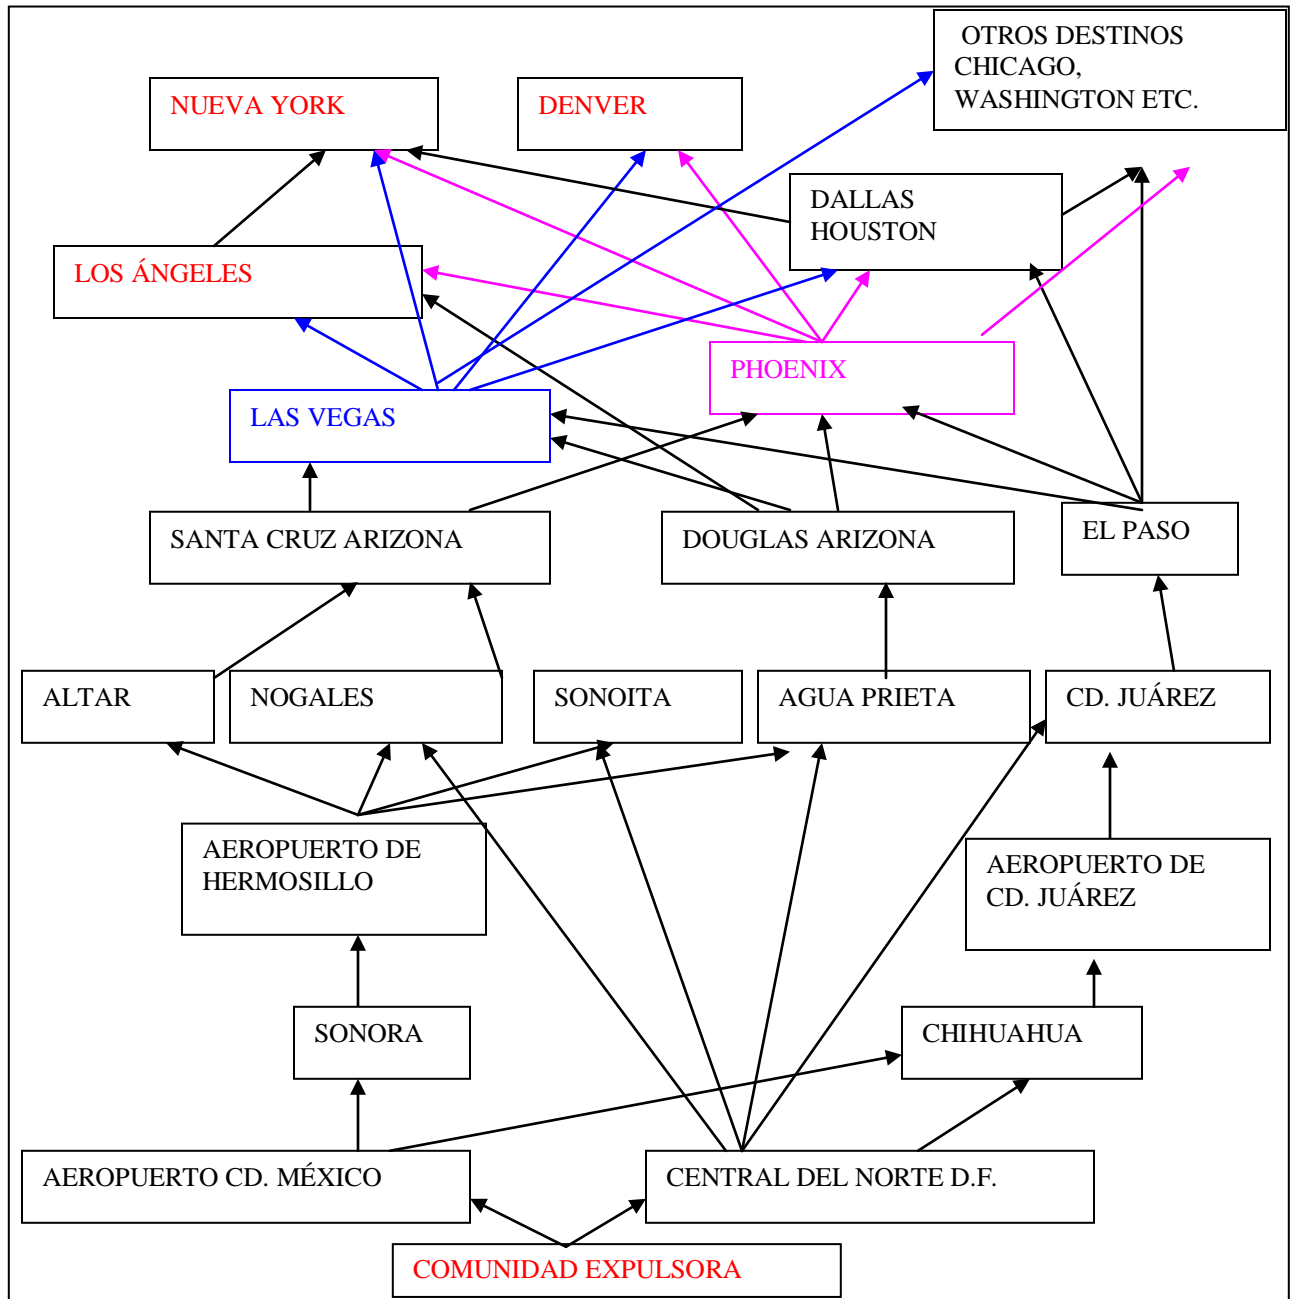 OTROS DESTINOS
CHICAGO,
WASHINGTON ETC.
NUEVA YORK
DENVER
DALLAS
HOUSTON
LOS ÁNGELES
PHOENIX
LAS VEGAS
SANTA CRUZ ARIZONA
DOUGLAS ARIZONA
EL PASO
ALTAR
NOGALES
SONOITA
AGUA PRIETA
CD. JUÁREZ
AEROPUERTO DE
HERMOSILLO
AEROPUERTO DE
CD. JUÁREZ
SONORA
CHIHUAHUA
AEROPUERTO CD. MÉXICO
CENTRAL DEL NORTE D.F.
COMUNIDAD EXPULSORA